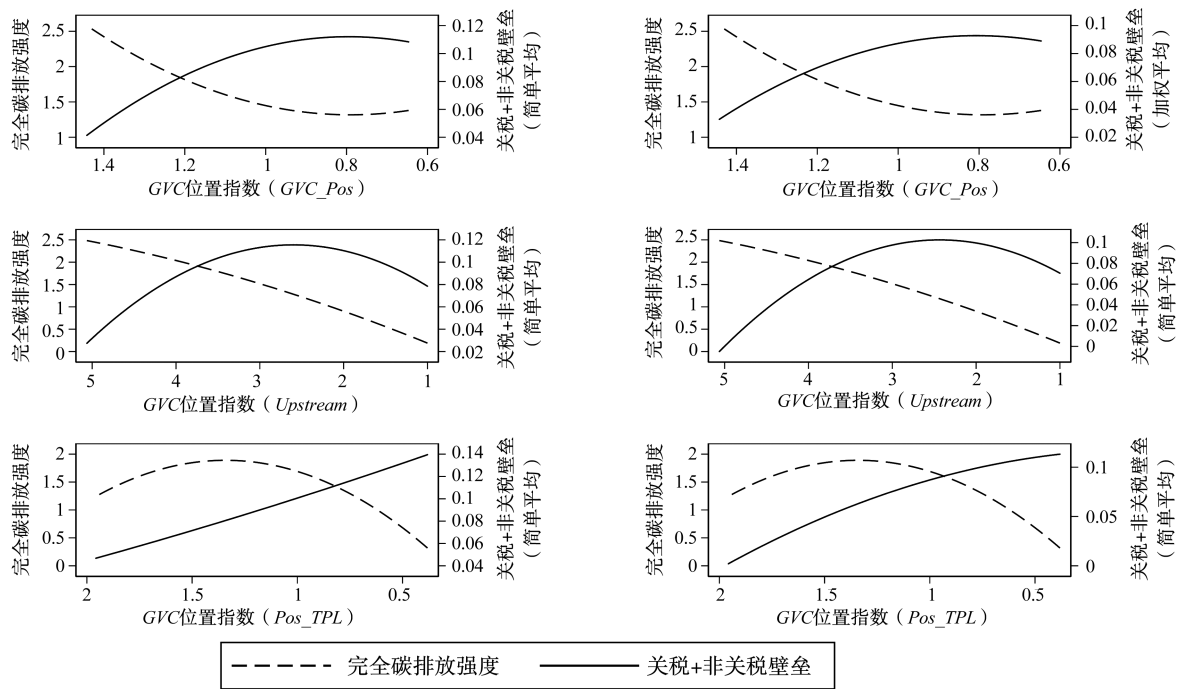 完全碳排放强度
2.5
2
1.5
1
0.12
0.10
0.08
0.06
0.04
关税+非关税壁垒
（简单平均）
1.4 1.2 1 0.8 0.6
GVC位置指数（GVC_Pos）
完全碳排放强度
2.5
2
1.5
1
0.1
0.08
0.06
0.04
0.02
关税+非关税壁垒
（加权平均）
1.4 1.2 1 0.8 0.6
GVC位置指数（GVC_Pos）
完全碳排放强度
2.5
2
1.5
1
0.5
0
0.12
0.10
0.08
0.06
0.04
0.02
关税+非关税壁垒
（简单平均）
5 4 3 2 1
GVC位置指数（Upstream）
完全碳排放强度
2.5
2
1.5
1
0.5
0
0.1
0.08
0.06
0.04
0.02
0
关税+非关税壁垒
（简单平均）
5 4 3 2 1
GVC位置指数（Upstream）
完全碳排放强度
2
1.5
1
0.5
0
0.14
0.12
0.10
0.08
0.06
0.04
关税+非关税壁垒
（简单平均）
2 1.5 1 0.5
GVC位置指数（Pos_TPL）
完全碳排放强度
2
1.5
1
0.5
0
0.1
0.05
0
关税+非关税壁垒
（简单平均）
2 1.5 1 0.5
GVC位置指数（Pos_TPL）
完全碳排放强度 关税+非关税壁垒